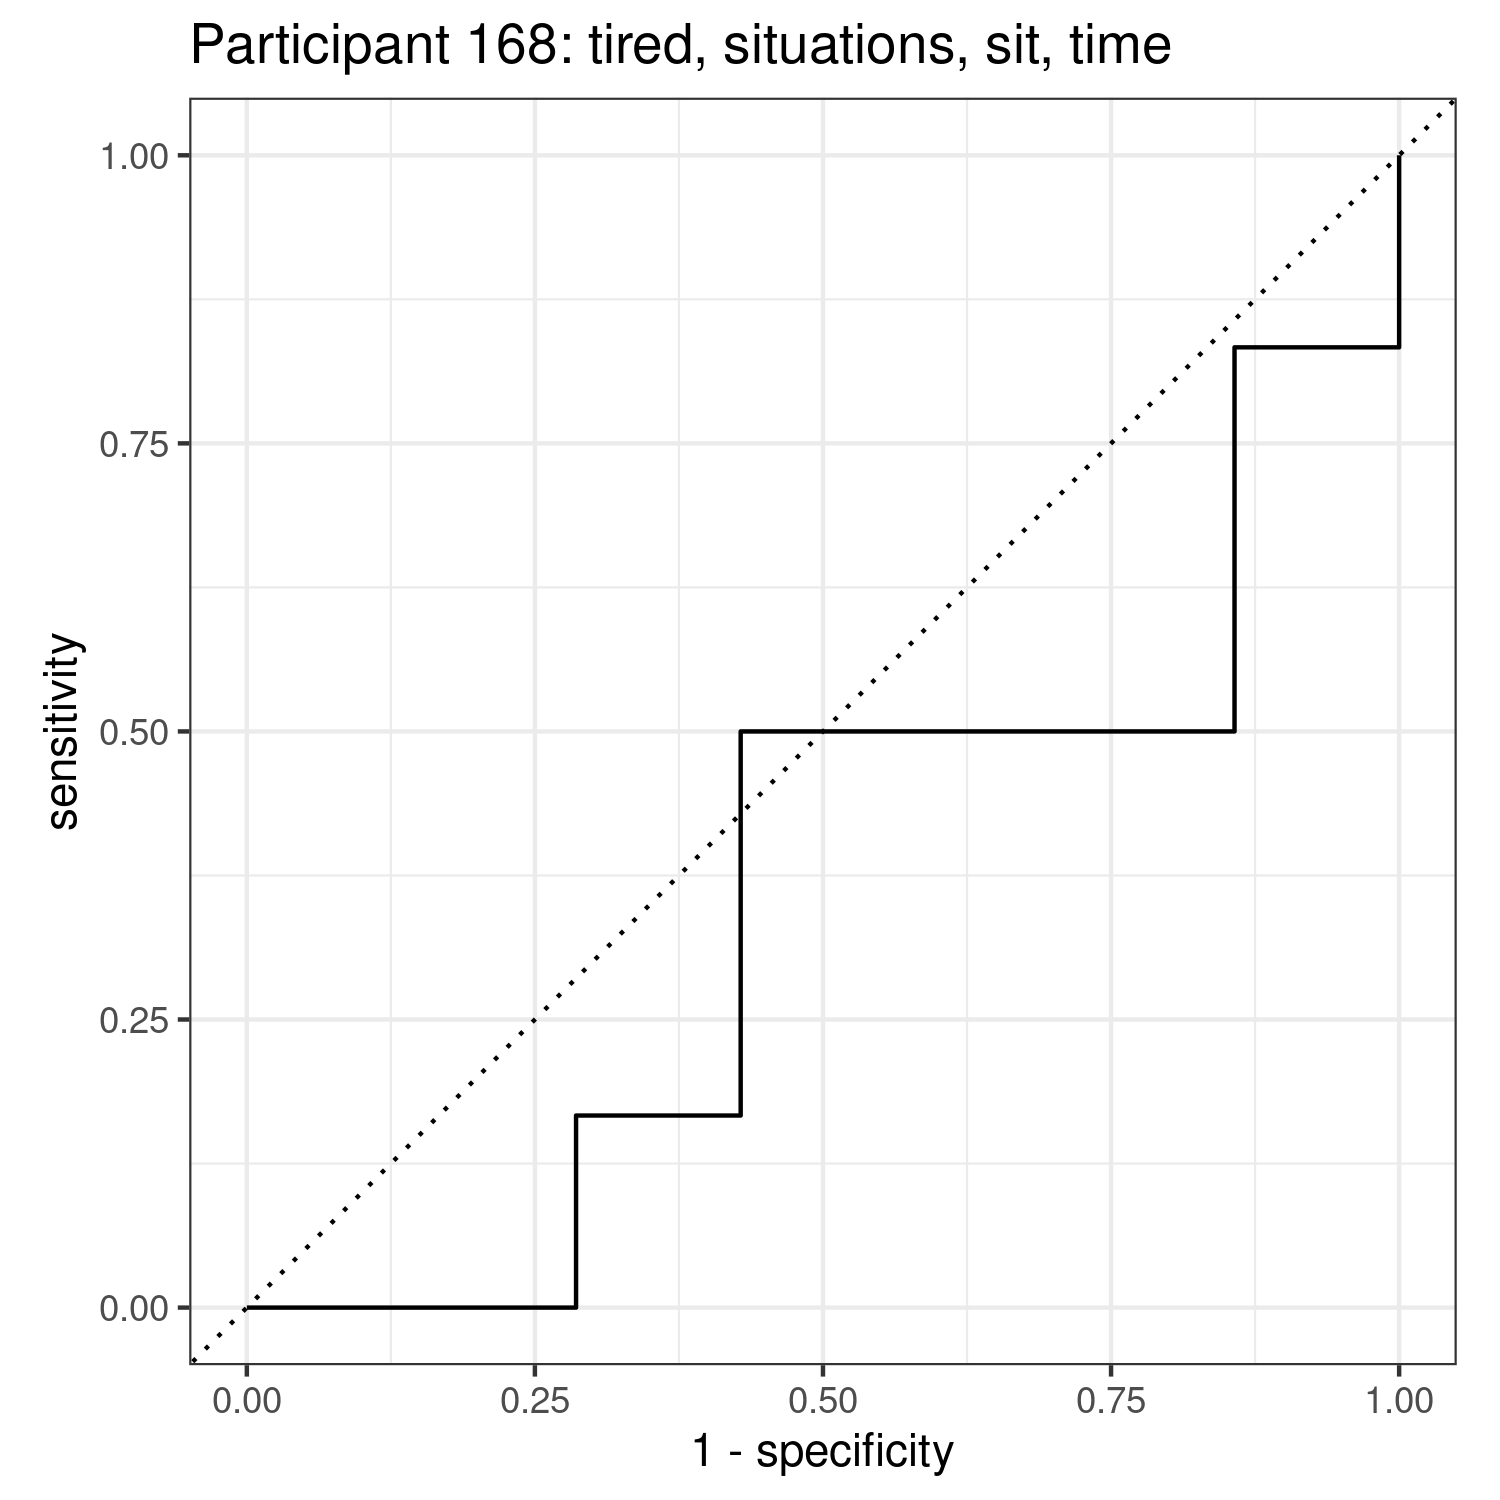 Participant 168: tired, situations, sit, time
1.00
0.75
0.50
0.25
0.00
sensitivity
0.00 0.25 0.50 0.75 1.00
1 - specificity